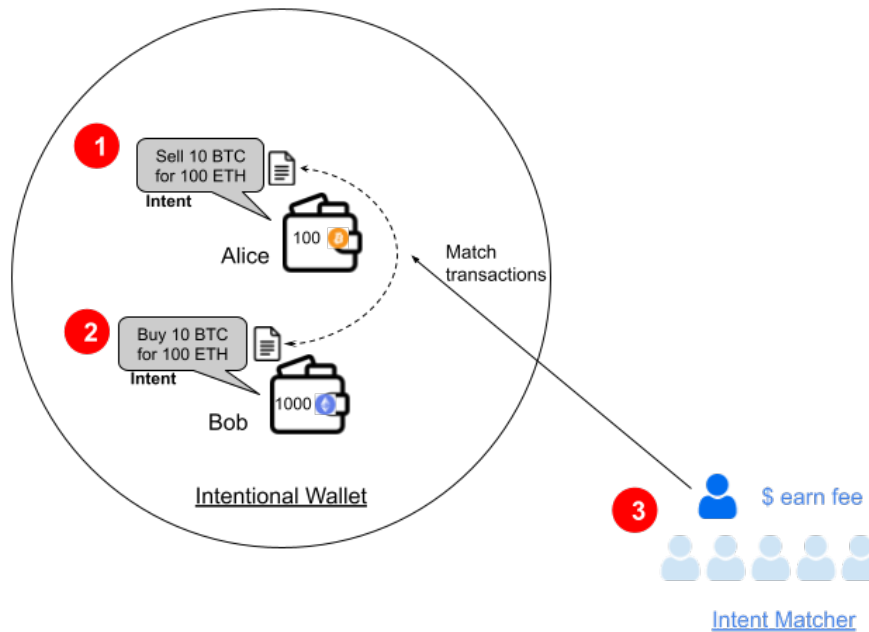 1
Sell 10 BTC
for 100 ETH
Intent
100
Alice
Match
transactions
2
Buy 10 BTC
for 100 ETH
Intent
1000
Bob
Intentional Wallet
3
$ earn fee
Intent Matcher